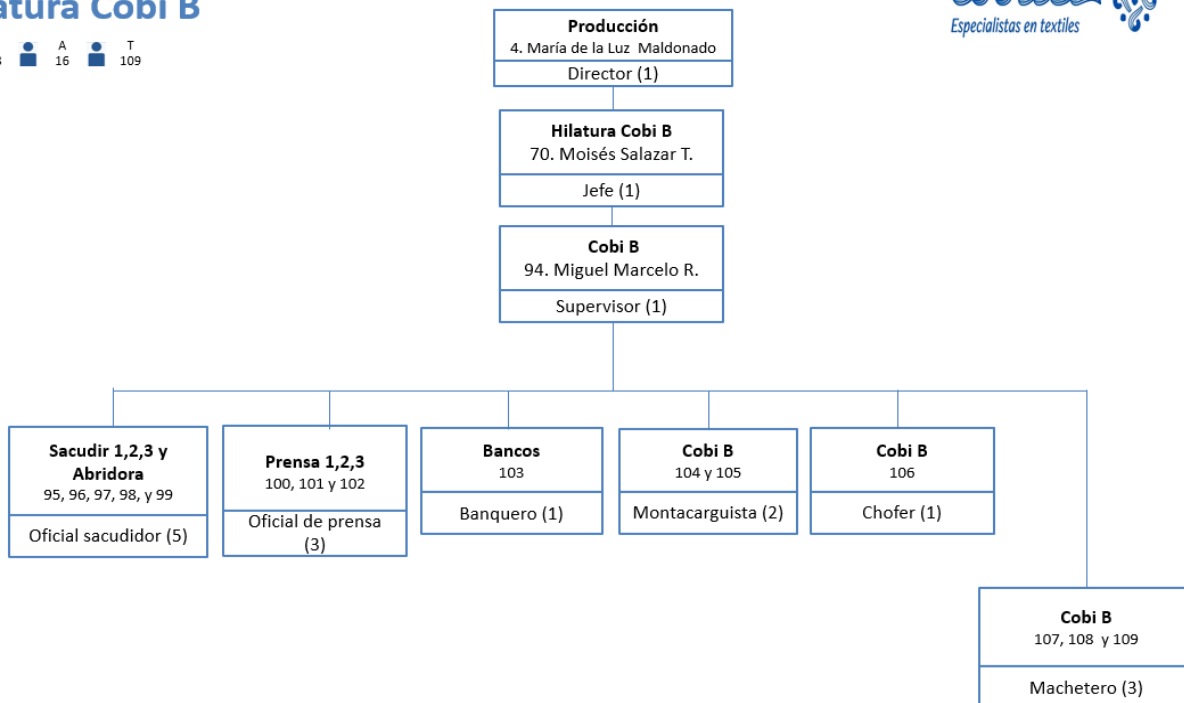 Cobi B
Especialistas en textiles
A
T
16
109
Producción
4. María de la Luz Maldonado
Director (1)
Hilatura Cobi B
70. Moisés Salazar T.
Jefe (1)
Cobi B
94. Miguel Marcelo R.
Supervisor (1)
Sacudir 1,2,3 y
Abridora
95, 96, 97, 98, y 99
Oficial sacudidor (5)
Prensa 1,2,3
100, 101 y 102
Oficial de prensa
(3)
Bancos
103
Banquero (1)
Cobi B
104 y 105
Montacarguista (2)
Cobi B
106
Chofer (1)
Cobi B
107, 108 y 109
Machetero (3)